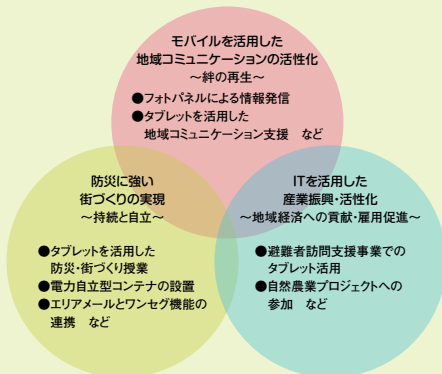 モバイルを活用した
地域コミュニケーションの活性化
～絆の再生～
●フォトパネルによる情報発信
●タブレットを活用した
地域コミュニケーション支援　など
防災に強い
街づくりの実現
～持続と自立～
●タブレットを活用した
防災・街づくり授業
●電力自立型コンテナの設置
●エリアメールとワンセグ機能の
連携　など
ITを活用した
産業振興・活性化
～地域経済への貢献・雇用促進～
●避難者訪問支援事業での
タブレット活用
●自然農業プロジェクトへの
参加　など